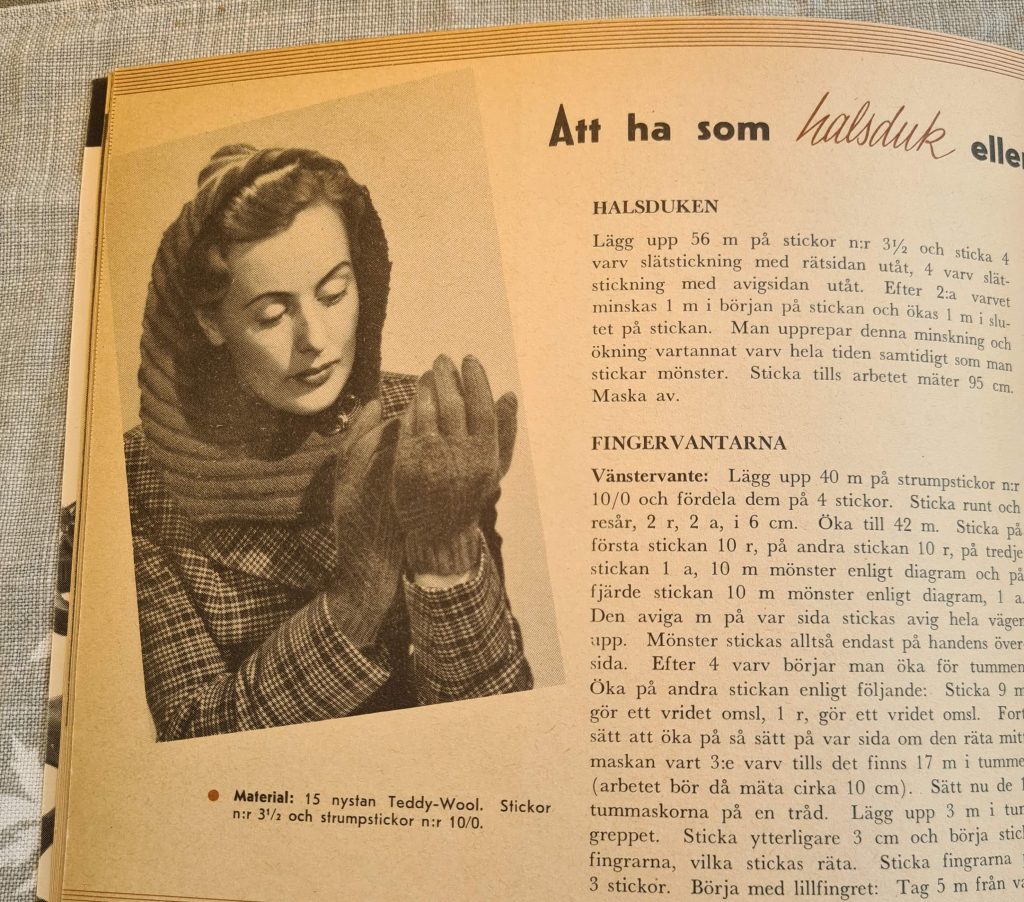 Att ha som halsduk eller
HALSDUKEN
Lägg upp 56 m på stickor n:r 3½ och sticka 4
varv slätstickning med rätsidan utåt, 4 varv slät-
stickning med avigsidan utåt. Efter 2:a varvet
minskas 1 m i början på stickan och ökas 1 m i slu-
tet på stickan. Man upprepar denna minskning och
ökning vartannat varv hela tiden samtidigt som man
stickar mönster. Sticka tills arbetet mäter 95 cm.
Maska av.
FINGERVANTARNA
Vänstervante: Lägg upp 40 m på strumpstickor n:r
10/0 och fördela dem på 4 stickor. Sticka runt och
resår, 2 r, 2 a, i 6 cm. Öka till 42 m. Sticka på
första stickan 10 r, på andra stickan 10 r, på tredje
stickan 1 a, 10 m mönster enligt diagram och på
fjärde stickan 10 m mönster enligt diagram, 1 a.
Den aviga m på var sida stickas avig hela vägen
upp. Mönster stickas alltså endast på handens över-
sida. Efter 4 varv börjar man öka för tummen.
Öka på andra stickan enligt följande: Sticka 9 m
gör ett vridet omsl, 1 r, gör ett vridet omsl.
sätt att öka på så sätt på var sida om den räta
maskan vart 3:e varv tills det finns 17 m i
(arbetet bör då mäta cirka 10 cm). Sätt nu de
tummaskorna på en tråd. Lägg upp 3 m i
greppet. Sticka ytterligare 3 cm och börja
fingrarna, vilka stickas räta. Sticka fingrarna
3 stickor. Börja med lillfingret: Tag 5 m från
Material: 15 nystan Teddy-Wool. Stickor
n:r 3½ och strumpstickor n:r 10/0.